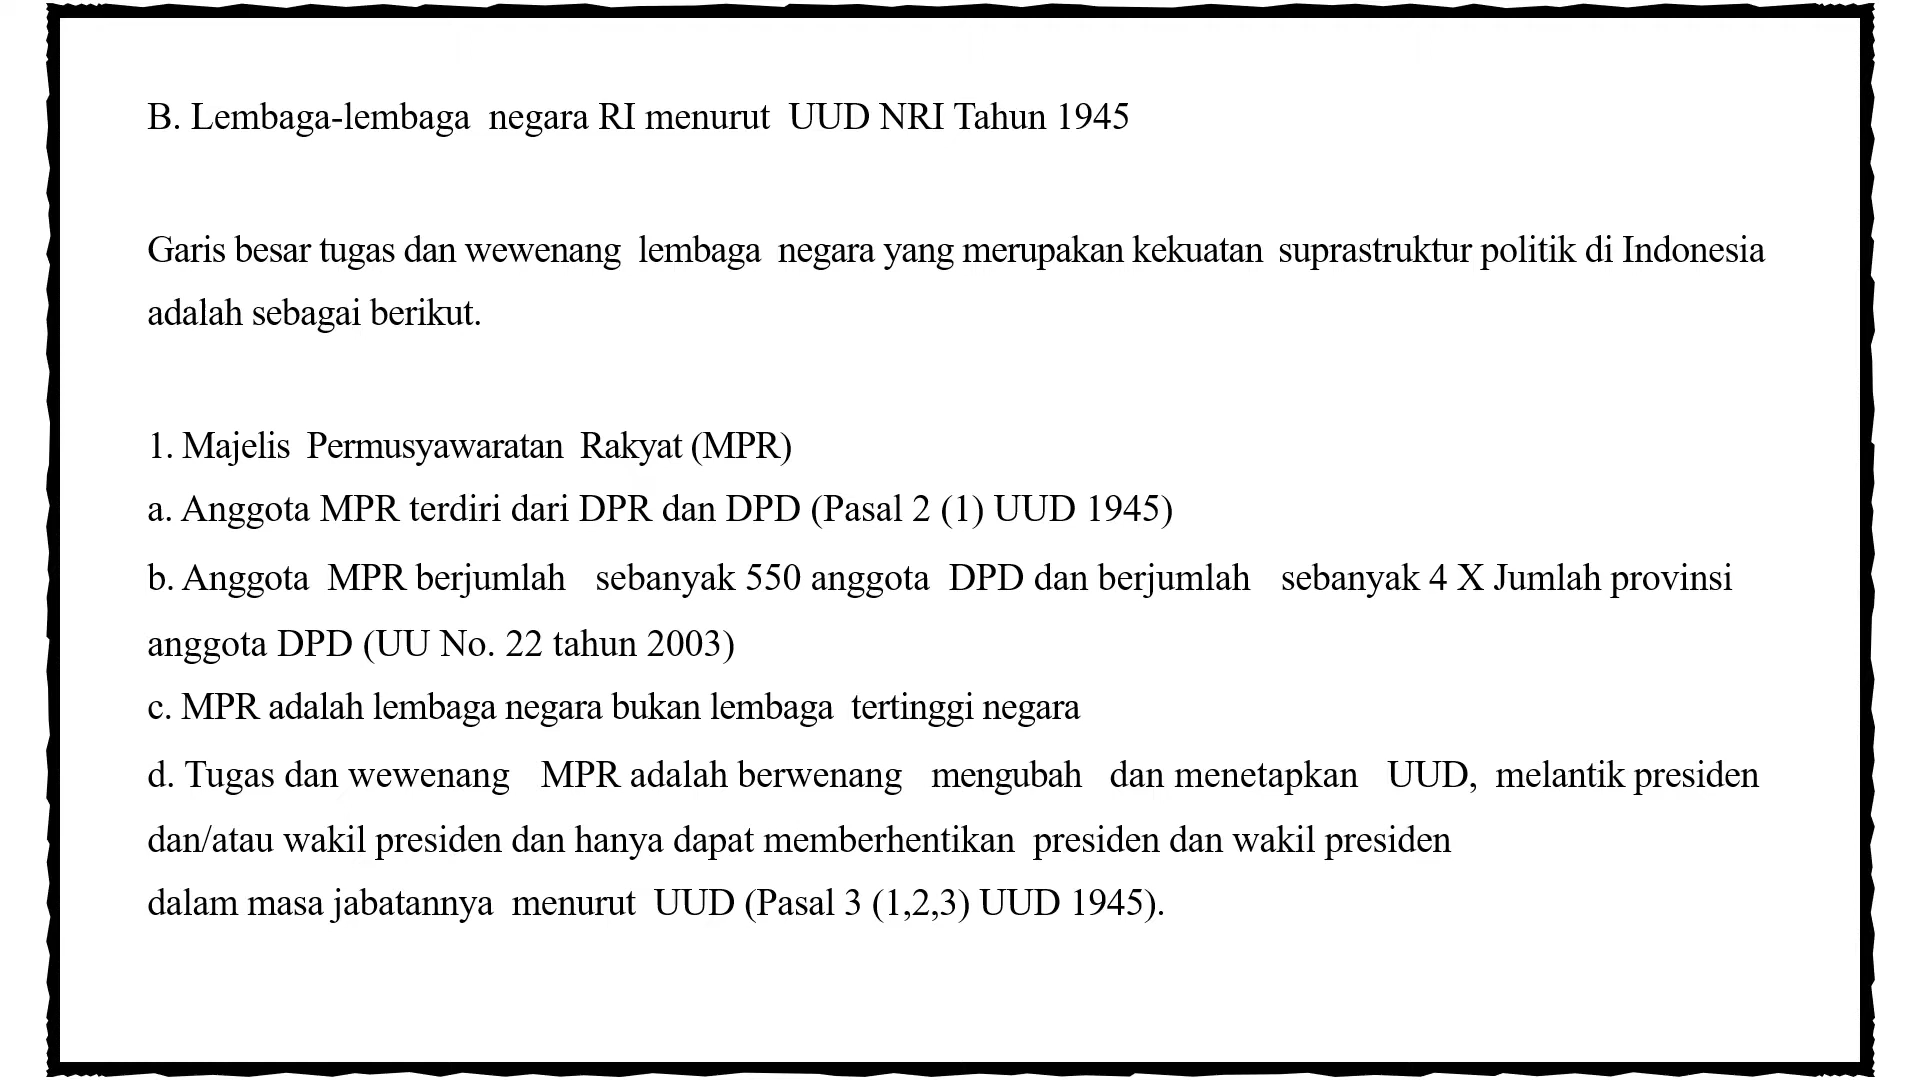 B. Lembaga-lembaga negara RI menurut UUD NRI Tahun 1945
Garis besar tugas dan wewenang lembaga negara yang merupakan kekuatan suprastruktur politik di Indonesia
adalah sebagai berikut.
1. Majelis Permusyawaratan Rakyat (MPR)
a. Anggota MPR terdiri dari DPR dan DPD (Pasal 2 (1) UUD 1945)
b. Anggota MPR berjumlah sebanyak 550 anggota DPD dan berjumlah sebanyak 4 X Jumlah provinsi
anggota DPD (UU No. 22 tahun 2003)
c. MPR adalah lembaga negara bukan lembaga tertinggi negara
d. Tugas dan wewenang MPR adalah berwenang mengubah dan menetapkan UUD, melantik presiden
dan/atau wakil presiden dan hanya dapat memberhentikan presiden dan wakil presiden
dalam masa jabatannya menurut UUD (Pasal 3 (1,2,3) UUD 1945).